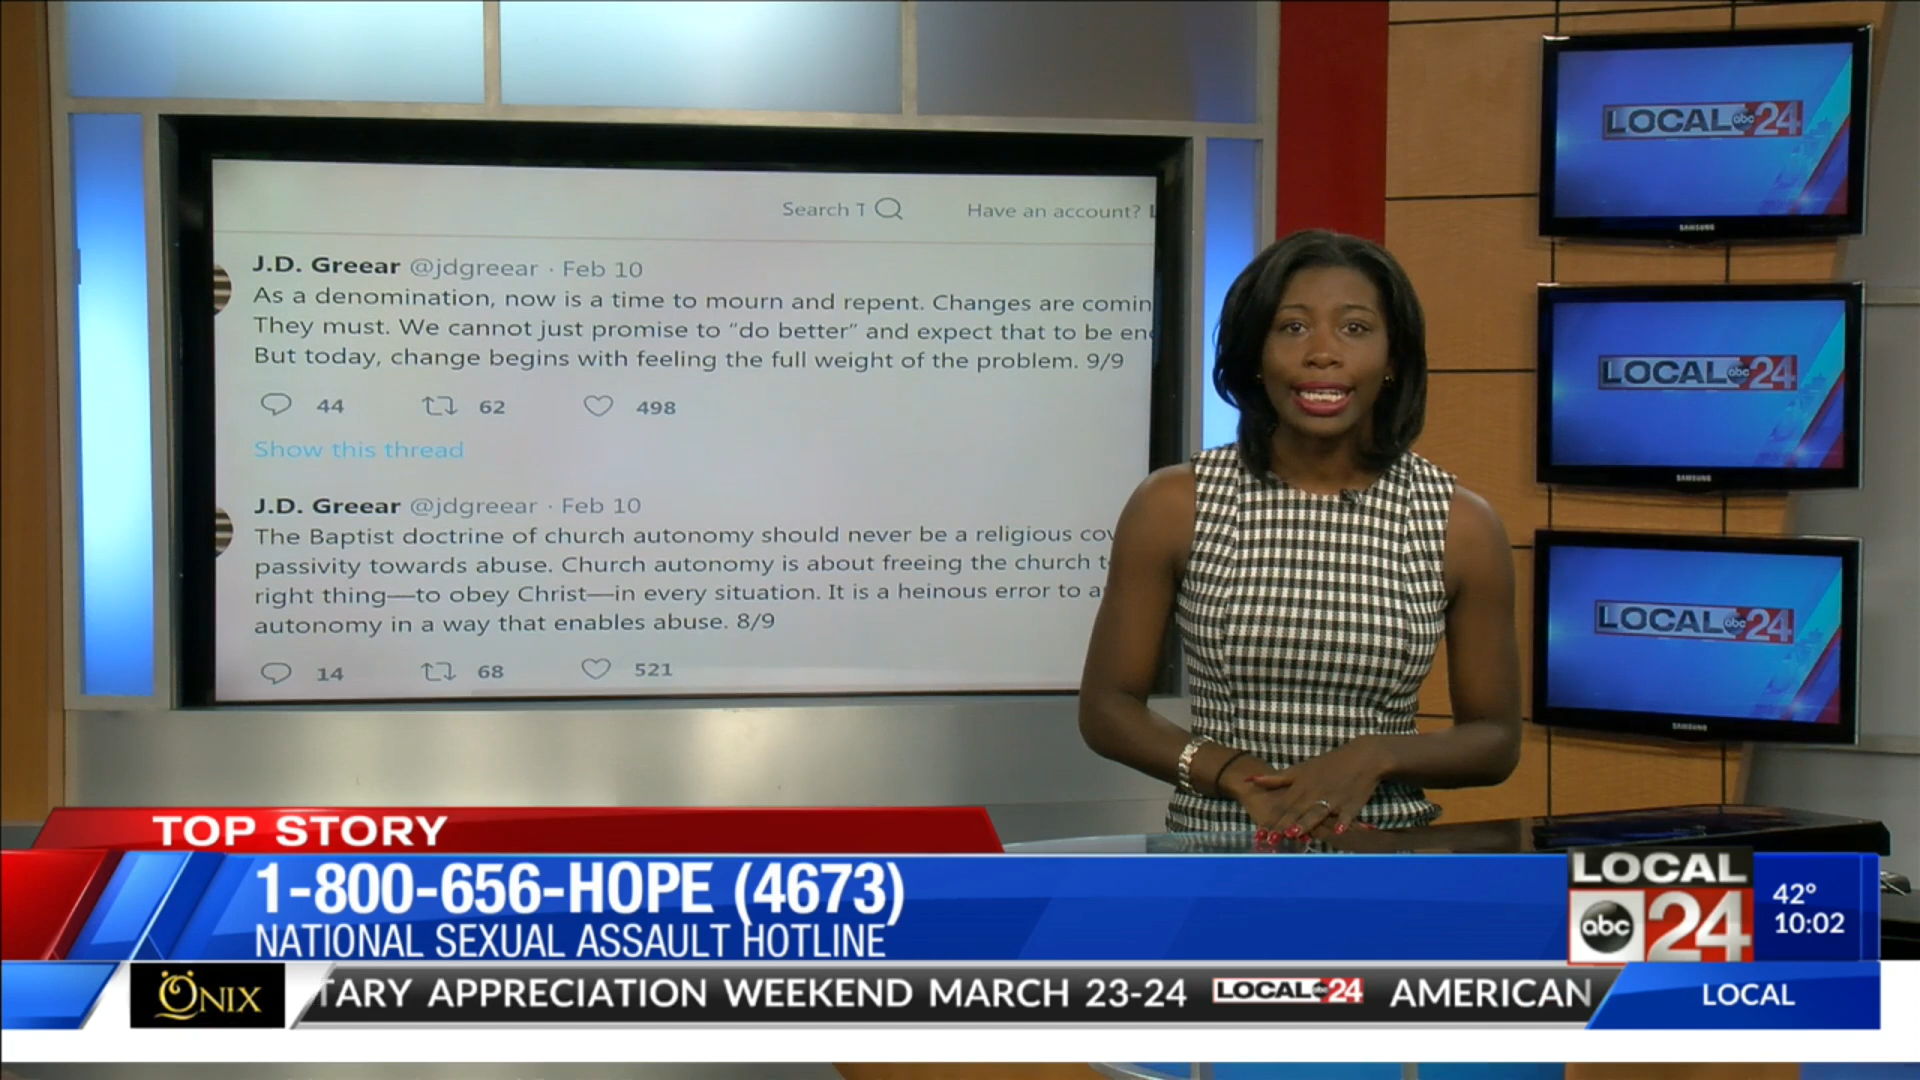 Search T
Have an account?
J.D. Greear @jdgreear · Feb 10
As a denomination, now is a time to mourn and repent. Changes are comin
They must. We cannot just promise to “do better” and expect that to be
But today, change begins with feeling the full weight of the problem. 9/9
44 62 498
Show this thread
J.D. Greear @jdgreear · Feb 10
The Baptist doctrine of church autonomy should never be a religious cov
passivity towards abuse. Church autonomy is about freeing the church
right thing—to obey Christ—in every situation. It is a heinous error to
autonomy in a way that enables abuse. 8/9
14 68 521
LOCAL abc 24
SAMSUNG
LOCAL abc 24
SAMSUNG
LOCAL abc 24
SAMSUNG
TOP STORY
1-800-656-HOPE (4673)
NATIONAL SEXUAL ASSAULT HOTLINE
LOCAL
abc 24
42°
10:02
ONIX
TARY APPRECIATION WEEKEND MARCH 23-24 LOCAL 24 AMERICAN
LOCAL